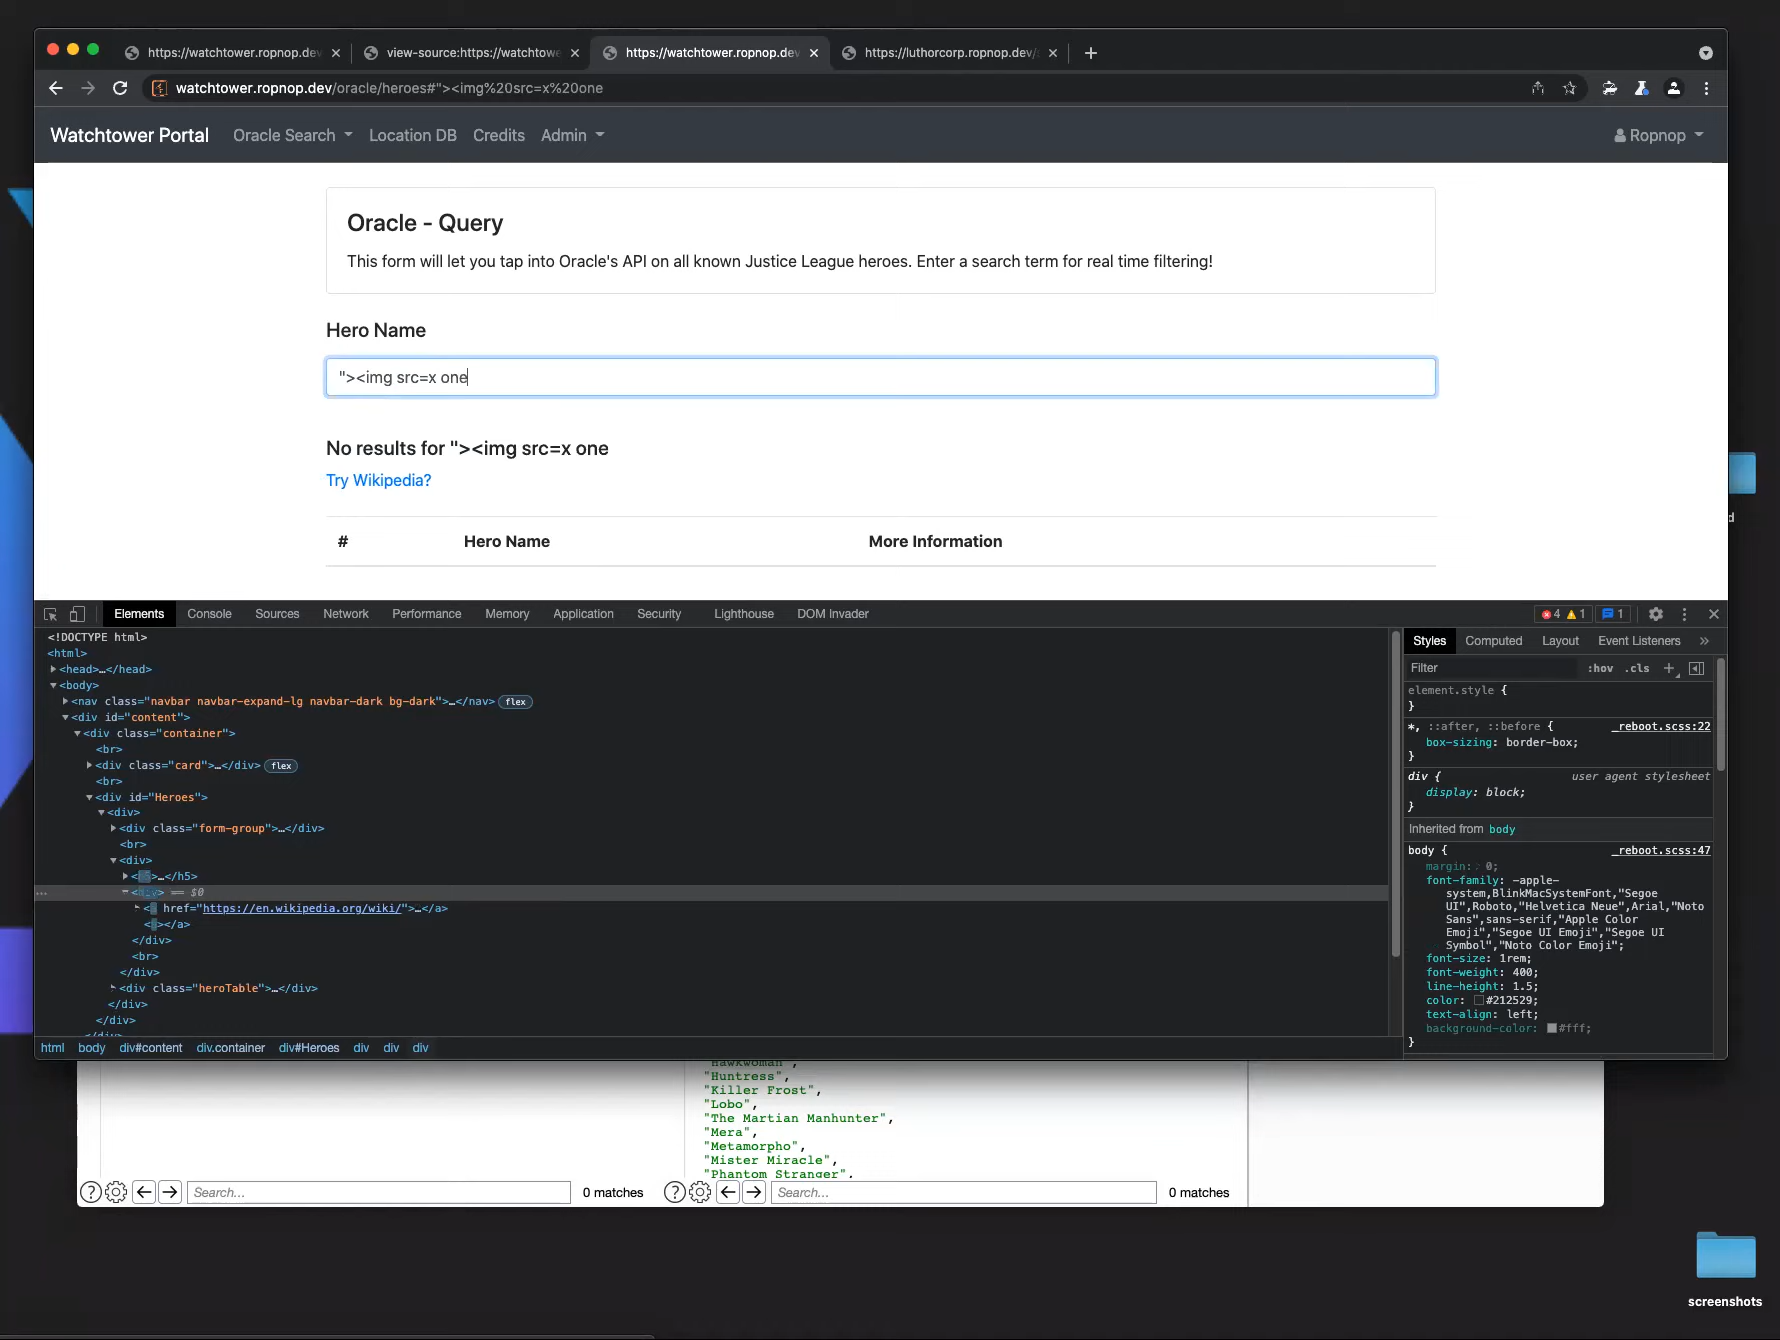 https://watchtower.ropnop.dev
view-source:https://watchtowe
https://watchtower.ropnop.dev
https://luthorcorp.ropnop.dev/
watchtower.ropnop.dev/oracle/heroes#"><img%20src=x%20one
Watchtower Portal Oracle Search Location DB Credits Admin Ropnop
Oracle - Query
This form will let you tap into Oracle's API on all known Justice League heroes. Enter a search term for real time filtering!
Hero Name
"><img src=x one
No results for "><img src=x one
Try Wikipedia?
# Hero Name More Information
Elements Console Sources Network Performance Memory Application Security Lighthouse DOM Invader 4 1 1
<!DOCTYPE html>
<html>
<head>…</head>
<body>
<nav class="navbar navbar-expand-lg navbar-dark bg-dark">…</nav> flex
<div id="content">
<div class="container">
<br>
<div class="card">…</div> flex
<br>
<div id="Heroes">
<div>
<div class="form-group">…</div>
<br>
<div>
<h5>…</h5>
<div> == $0
<a href="https://en.wikipedia.org/wiki/">…</a>
<a></a>
</div>
<br>
</div>
<div class="heroTable">…</div>
</div>
</div>
</div>
html body div#content div.container div#Heroes div div div
Styles Computed Layout Event Listeners »
Filter :hov .cls +
element.style {
}
*, ::after, ::before { _reboot.scss:22
box-sizing: border-box;
}
div { user agent stylesheet
display: block;
}
Inherited from body
body { _reboot.scss:47
margin: 0;
font-family: -apple-
system,BlinkMacSystemFont,"Segoe
UI",Roboto,"Helvetica Neue",Arial,"Noto
Sans",sans-serif,"Apple Color
Emoji","Segoe UI Emoji","Segoe UI
Symbol","Noto Color Emoji";
font-size: 1rem;
font-weight: 400;
line-height: 1.5;
color: #212529;
text-align: left;
background-color: #fff;
}
"Hawkwoman",
"Huntress",
"Killer Frost",
"Lobo",
"The Martian Manhunter",
"Mera",
"Metamorpho",
"Mister Miracle",
"Phantom Stranger",
? Search... 0 matches ? Search... 0 matches
d
screenshots